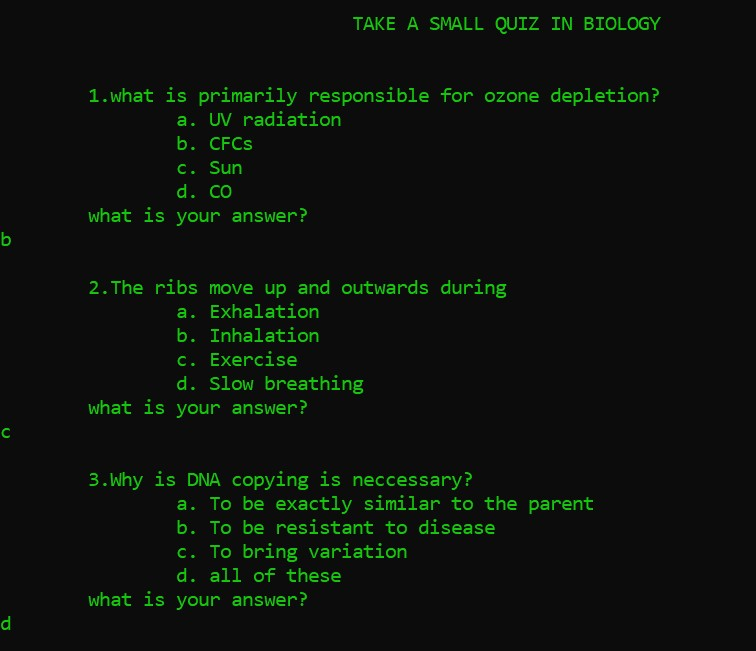 TAKE A SMALL QUIZ IN BIOLOGY
1.what is primarily responsible for ozone depletion?
a. UV radiation
b. CFCs
c. Sun
d. CO
what is your answer?
b
2.The ribs move up and outwards during
a. Exhalation
b. Inhalation
c. Exercise
d. Slow breathing
what is your answer?
c
3.Why is DNA copying is neccessary?
a. To be exactly similar to the parent
b. To be resistant to disease
c. To bring variation
d. all of these
what is your answer?
d